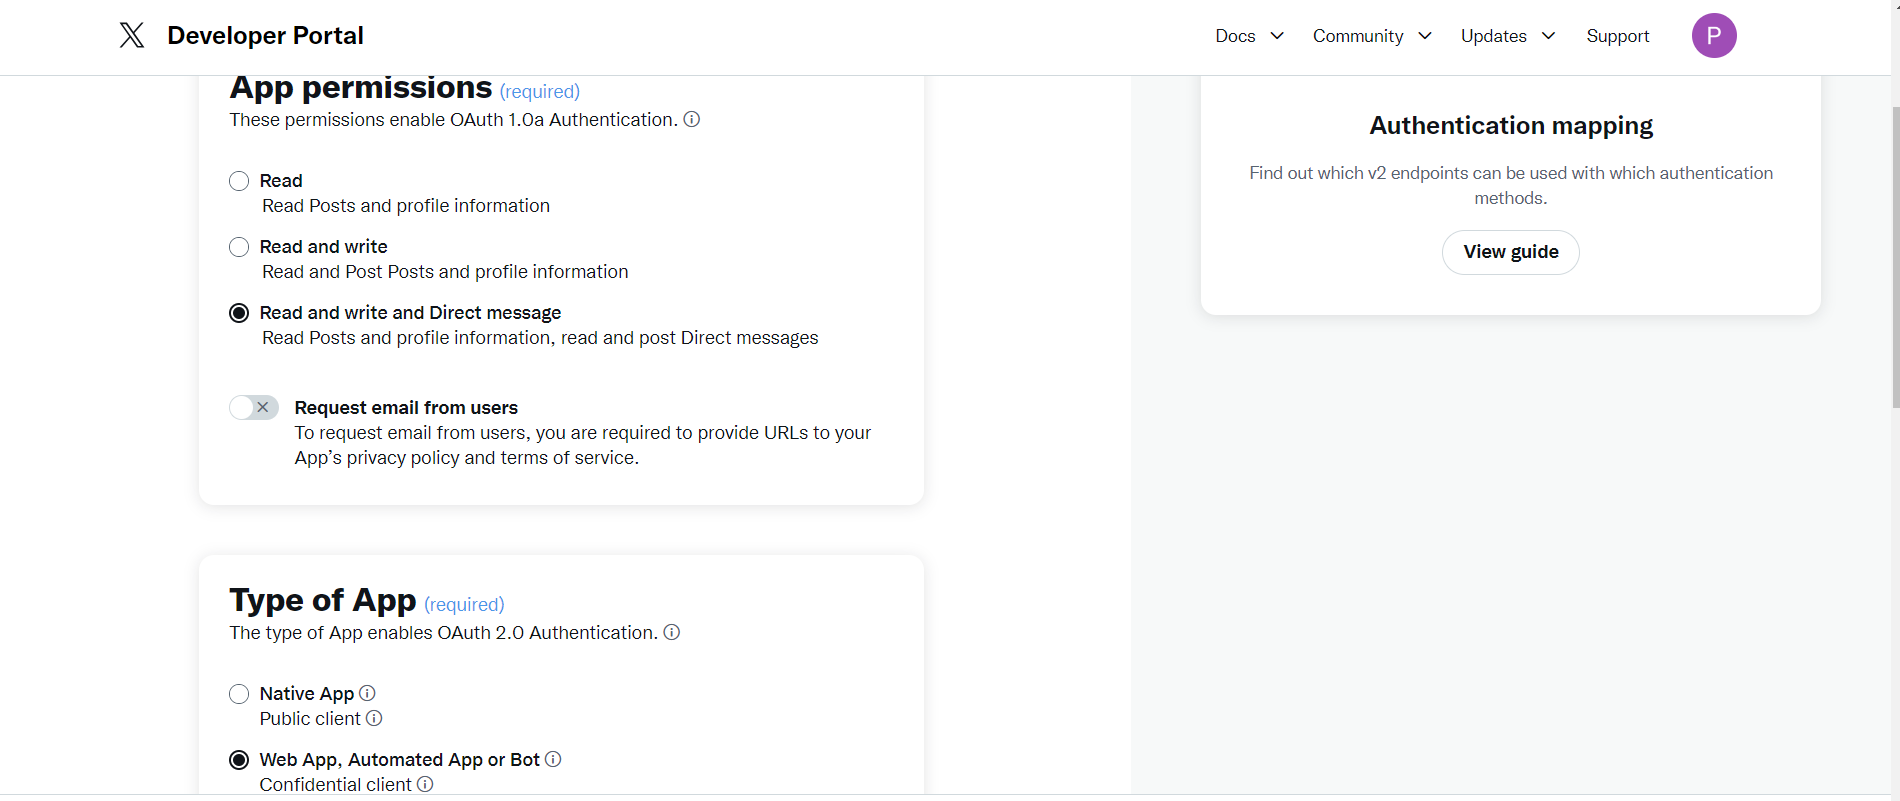 Developer Portal
Docs
Community
Updates
Support
P
App permissions (required)
These permissions enable OAuth 1.0a Authentication.
Read
Read Posts and profile information
Read and write
Read and Post Posts and profile information
Read and write and Direct message
Read Posts and profile information, read and post Direct messages
Request email from users
To request email from users, you are required to provide URLs to your
App’s privacy policy and terms of service.
Type of App (required)
The type of App enables OAuth 2.0 Authentication.
Native App
Public client
Web App, Automated App or Bot
Confidential client
Authentication mapping
Find out which v2 endpoints can be used with which authentication
methods.
View guide